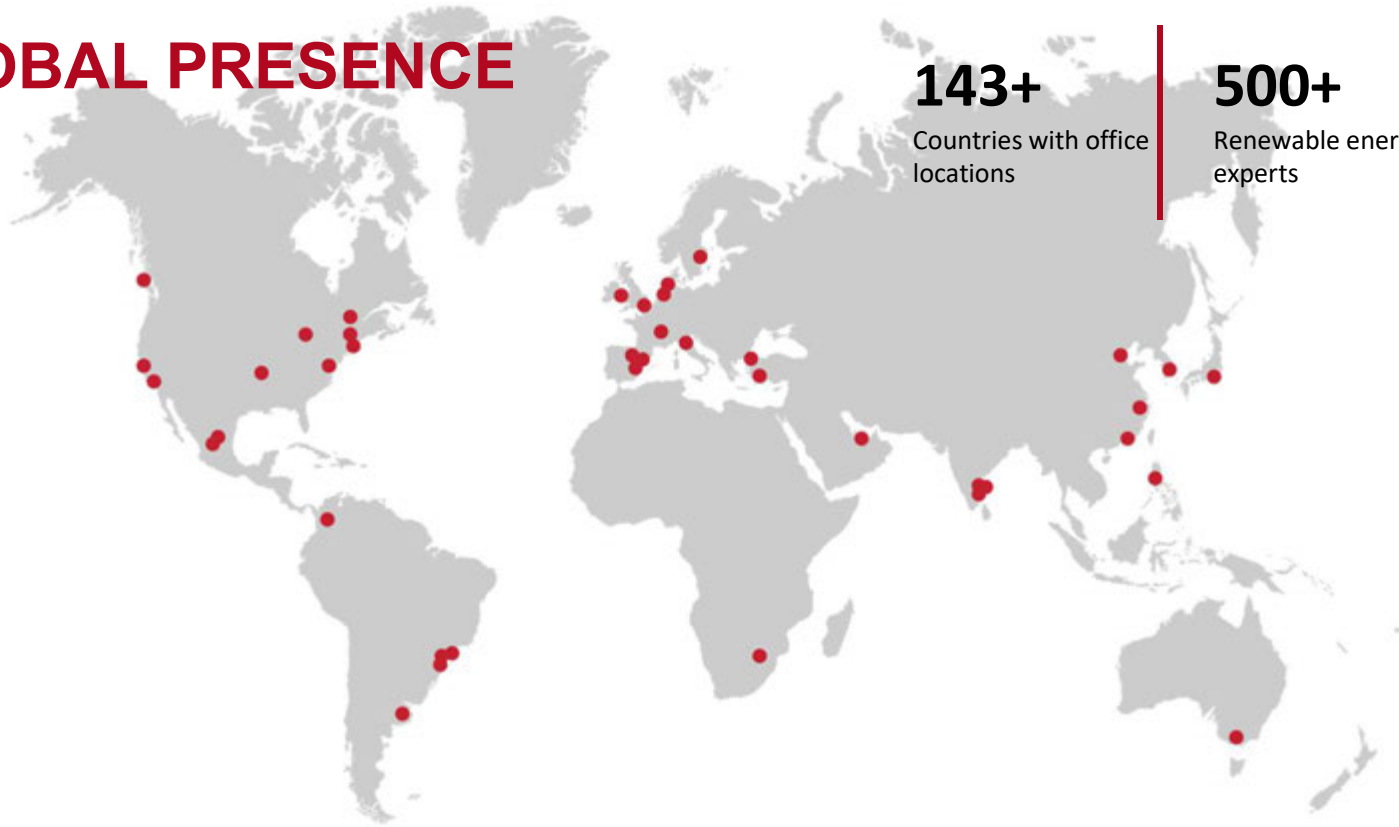 OBAL PRESENCE
143+
Countries with office
locations
500+
Renewable ener
experts